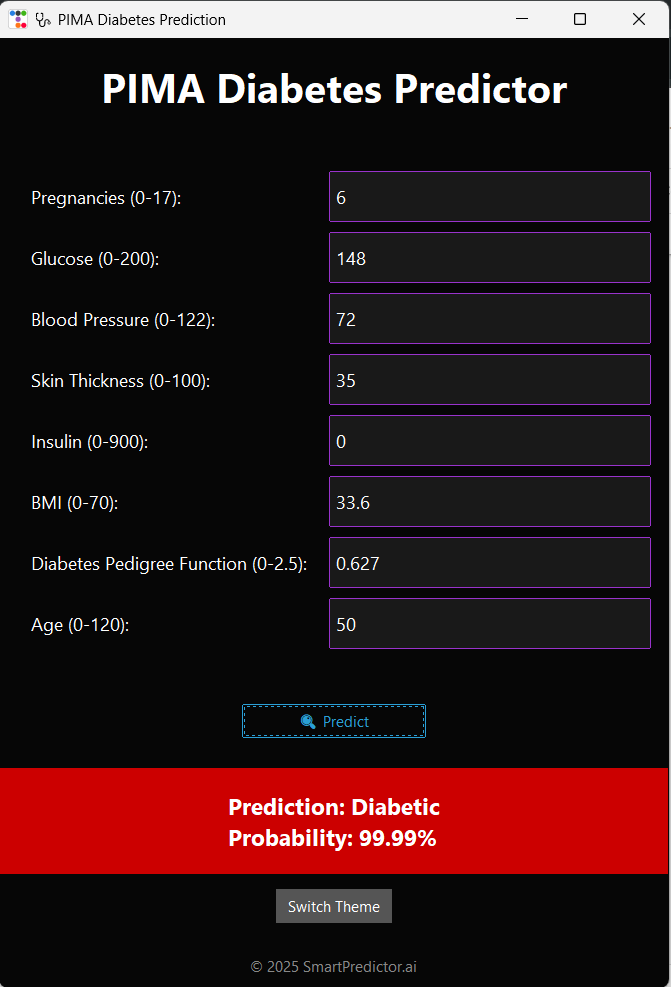 PIMA Diabetes Prediction
PIMA Diabetes Predictor
Pregnancies (0-17): 6
Glucose (0-200): 148
Blood Pressure (0-122): 72
Skin Thickness (0-100): 35
Insulin (0-900): 0
BMI (0-70): 33.6
Diabetes Pedigree Function (0-2.5): 0.627
Age (0-120): 50
Predict
Prediction: Diabetic
Probability: 99.99%
Switch Theme
© 2025 SmartPredictor.ai